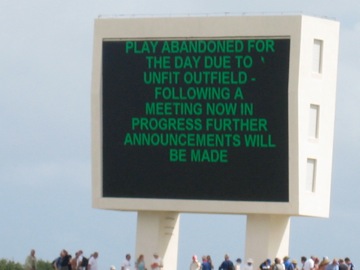 PLAY ABANDONED FOR
THE DAY DUE TO
UNFIT OUTFIELD -
FOLLOWING A
MEETING NOW IN
PROGRESS FURTHER
ANNOUNCEMENTS WILL
BE MADE